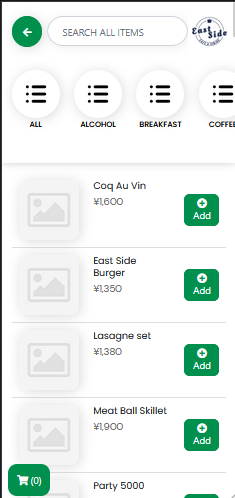 SEARCH ALL ITEMS
East Side
ALL
ALCOHOL
BREAKFAST
COFFEE
Coq Au Vin
¥1,600
Add
East Side
Burger
¥1,350
Add
Lasagne set
¥1,380
Add
Meat Ball Skillet
¥1,900
Add
(0)
Party 5000